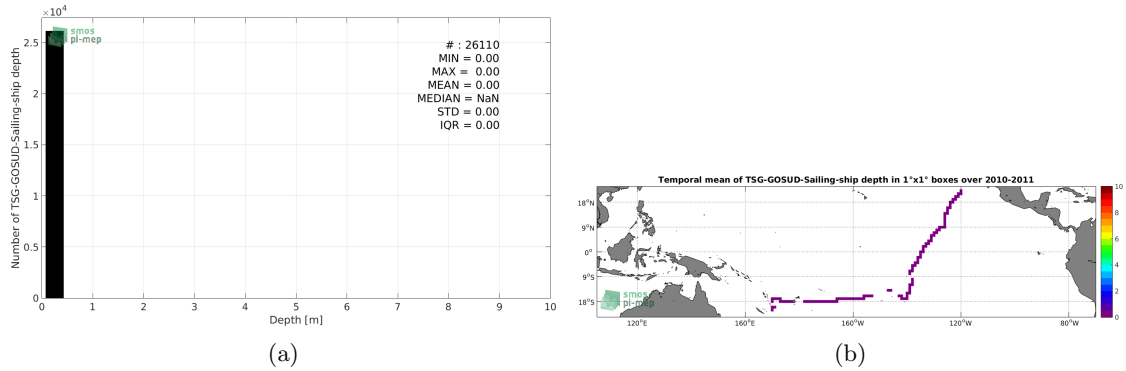 ×10⁴
smos
pi-mep
# : 26110
MIN = 0.00
MAX = 0.00
MEAN = 0.00
MEDIAN = NaN
STD = 0.00
IQR = 0.00
2.5
2
1.5
1
0.5
0
Number of TSG-GOSUD-Sailing-ship depth
0 1 2 3 4 5 6 7 8 9 10
Depth [m]
(a)
Temporal mean of TSG-GOSUD-Sailing-ship depth in 1°x1° boxes over 2010-2011
18°N
9°N
0°
9°S
18°S
smos
pi-mep
120°E 160°E 160°W 120°W 80°W
10
8
6
4
2
0
(b)